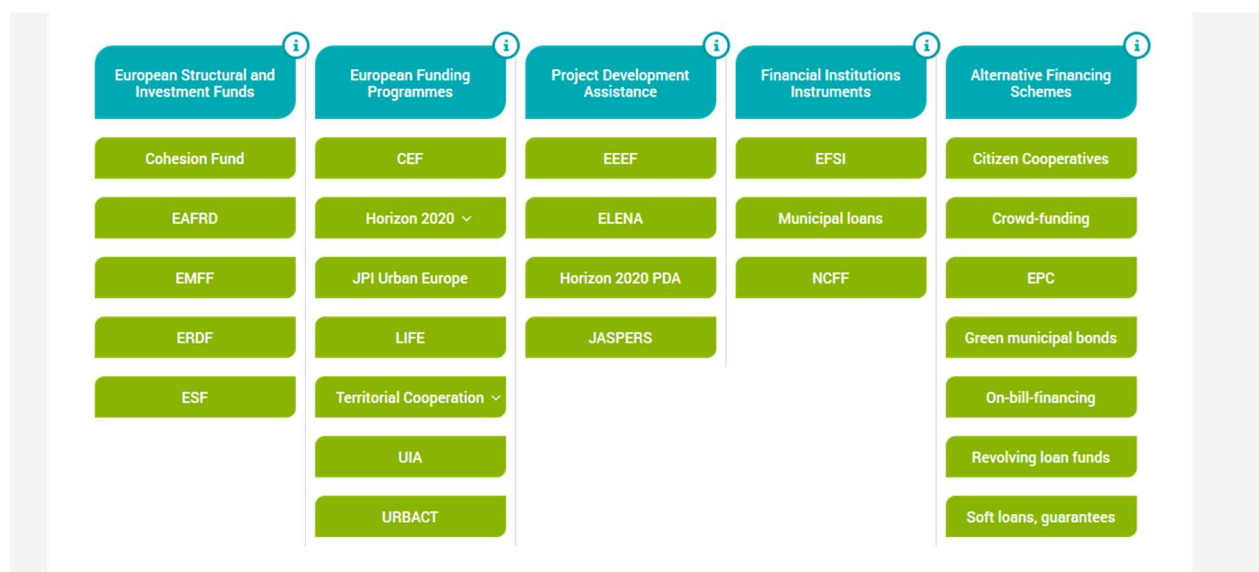 European Structural and
Investment Funds
Cohesion Fund
EAFRD
EMFF
ERDF
ESF
European Funding
Programmes
CEF
Horizon 2020
JPI Urban Europe
LIFE
Territorial Cooperation
UIA
URBACT
Project Development
Assistance
EEEF
ELENA
Horizon 2020 PDA
JASPERS
Financial Institutions
Instruments
EFSI
Municipal loans
NCFF
Alternative Financing
Schemes
Citizen Cooperatives
Crowd-funding
EPC
Green municipal bonds
On-bill-financing
Revolving loan funds
Soft loans, guarantees